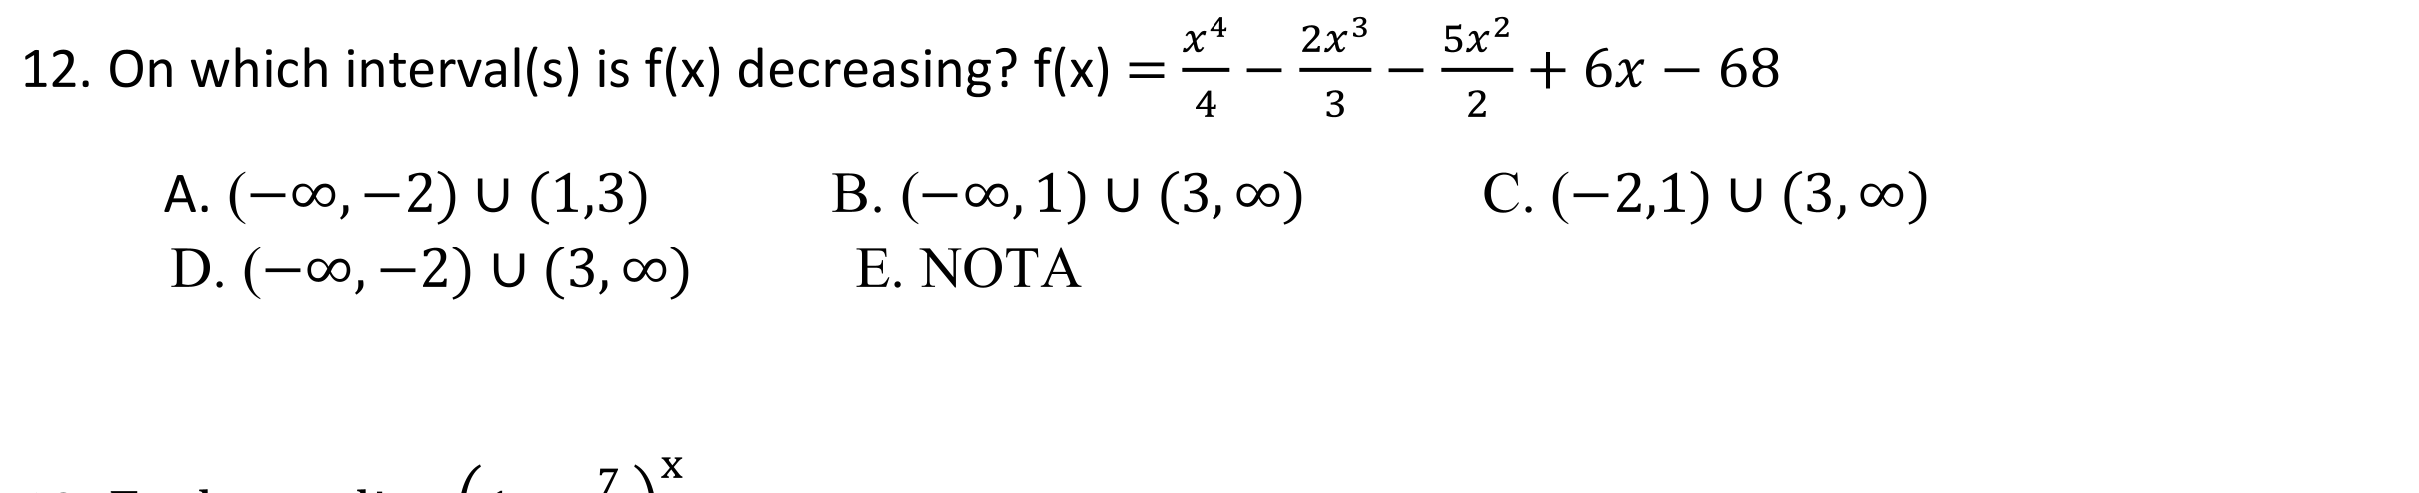 12. On which interval(s) is f(x) decreasing? f(x) = x⁴/4 − 2x³/3 − 5x²/2 + 6x − 68
A. (−∞, −2) ∪ (1,3) B. (−∞, 1) ∪ (3, ∞) C. (−2,1) ∪ (3, ∞)
D. (−∞, −2) ∪ (3, ∞) E. NOTA
7 x